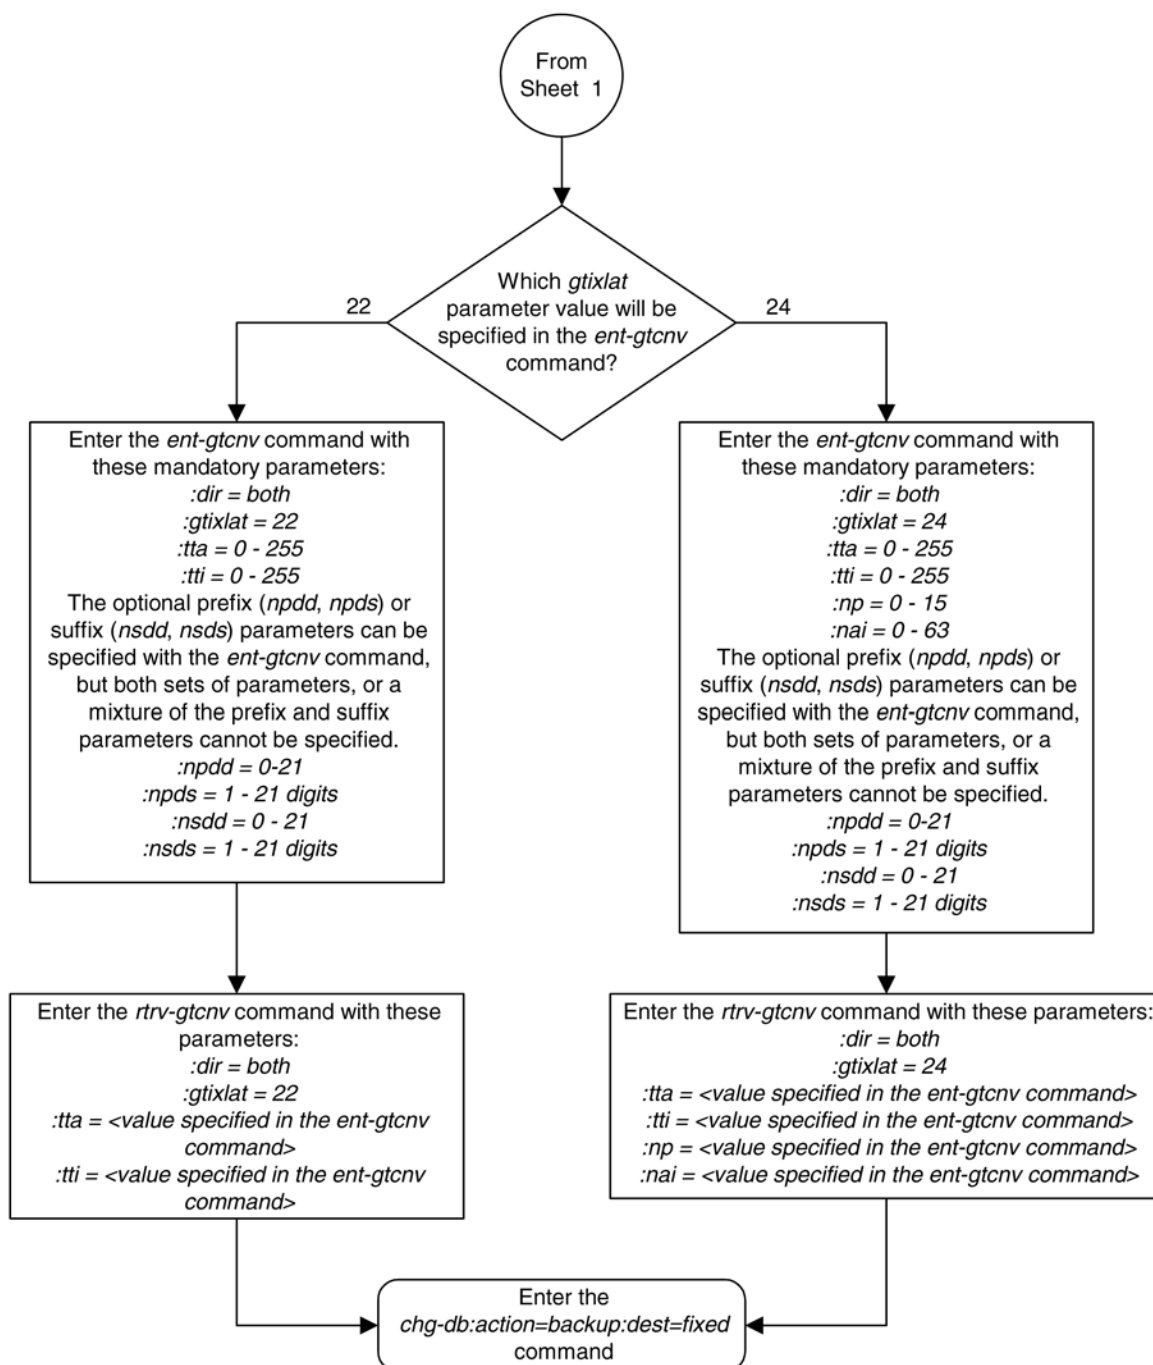 From
Sheet 1
Which gtixlat
parameter value will be
specified in the ent-gtcnv
command?
22
24
Enter the ent-gtcnv command with
these mandatory parameters:
:dir = both
:gtixlat = 22
:tta = 0 - 255
:tti = 0 - 255
The optional prefix (npdd, npds) or
suffix (nsdd, nsds) parameters can be
specified with the ent-gtcnv command,
but both sets of parameters, or a
mixture of the prefix and suffix
parameters cannot be specified.
:npdd = 0-21
:npds = 1 - 21 digits
:nsdd = 0 - 21
:nsds = 1 - 21 digits
Enter the ent-gtcnv command with
these mandatory parameters:
:dir = both
:gtixlat = 24
:tta = 0 - 255
:tti = 0 - 255
:np = 0 - 15
:nai = 0 - 63
The optional prefix (npdd, npds) or
suffix (nsdd, nsds) parameters can be
specified with the ent-gtcnv command,
but both sets of parameters, or a
mixture of the prefix and suffix
parameters cannot be specified.
:npdd = 0-21
:npds = 1 - 21 digits
:nsdd = 0 - 21
:nsds = 1 - 21 digits
Enter the rtrv-gtcnv command with these
parameters:
:dir = both
:gtixlat = 22
:tta = <value specified in the ent-gtcnv
command>
:tti = <value specified in the ent-gtcnv
command>
Enter the rtrv-gtcnv command with these parameters:
:dir = both
:gtixlat = 24
:tta = <value specified in the ent-gtcnv command>
:tti = <value specified in the ent-gtcnv command>
:np = <value specified in the ent-gtcnv command>
:nai = <value specified in the ent-gtcnv command>
Enter the
chg-db:action=backup:dest=fixed
command